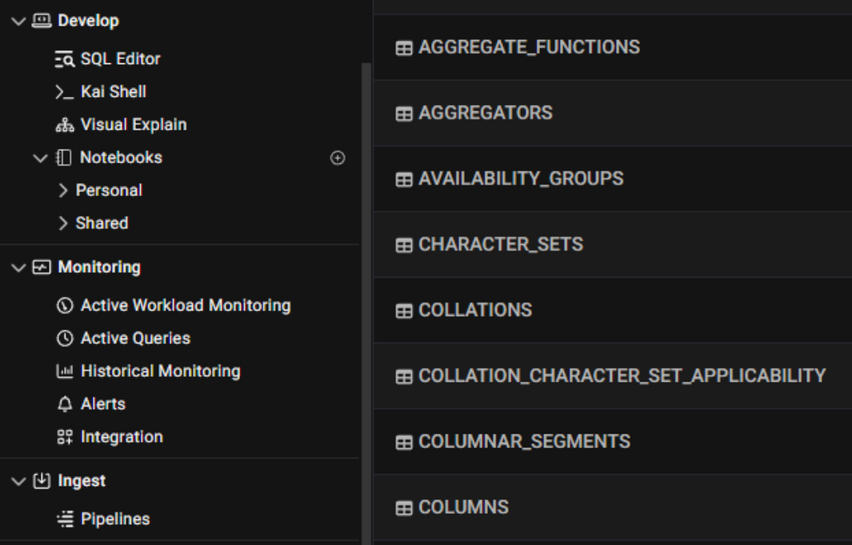 Develop
SQL Editor
Kai Shell
Visual Explain
Notebooks
Personal
Shared
Monitoring
Active Workload Monitoring
Active Queries
Historical Monitoring
Alerts
Integration
Ingest
Pipelines
AGGREGATE_FUNCTIONS
AGGREGATORS
AVAILABILITY_GROUPS
CHARACTER_SETS
COLLATIONS
COLLATION_CHARACTER_SET_APPLICABILITY
COLUMNAR_SEGMENTS
COLUMNS